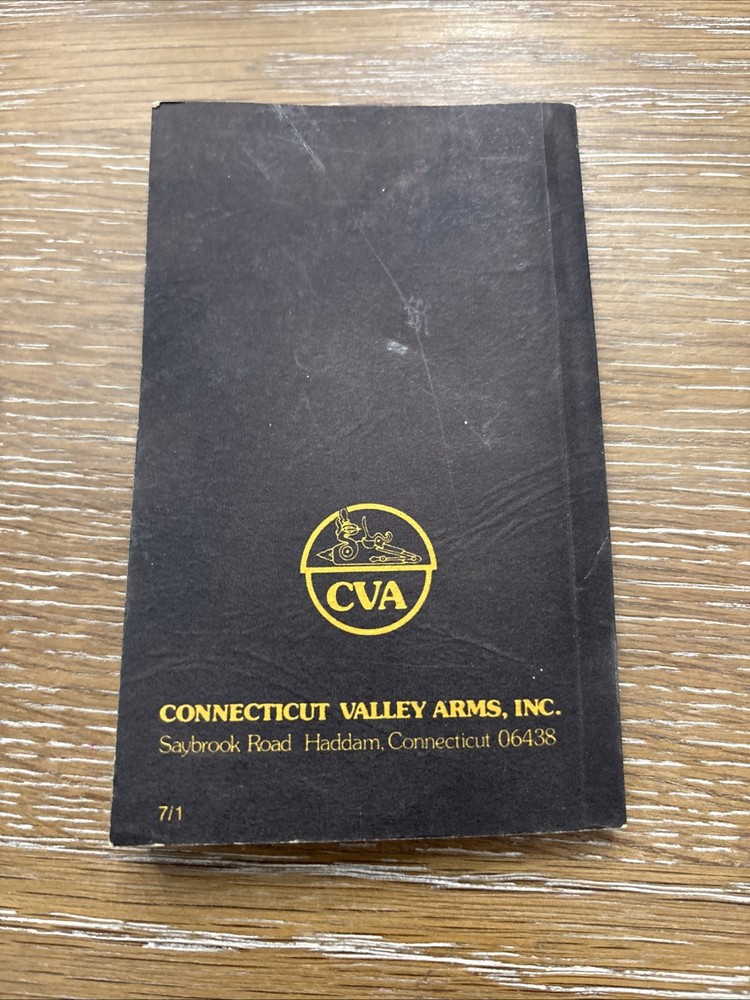 CVA
CONNECTICUT VALLEY ARMS, INC.
Saybrook Road Haddam, Connecticut 06438
7/1